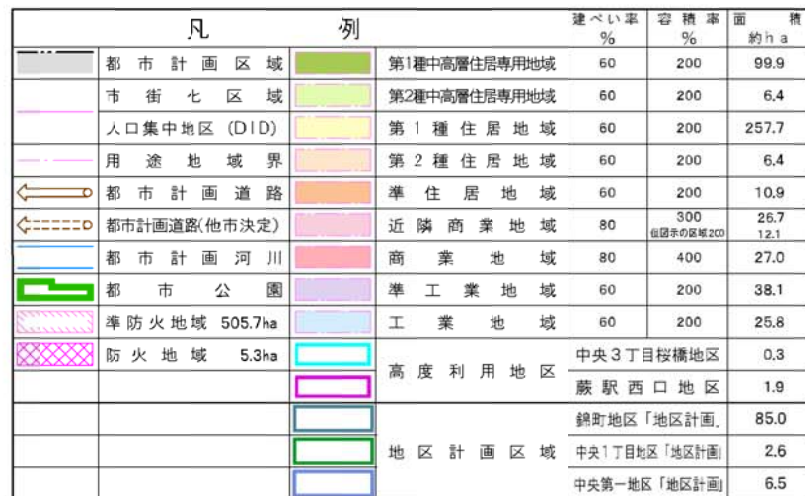 凡 例 建ぺい率 % 容積率 % 面積 約ha
都市計画区域 第1種中高層住居専用地域 60 200 99.9
市街化区域 第2種中高層住居専用地域 60 200 6.4
人口集中地区(DID) 第1種住居地域 60 200 257.7
用途地域界 第2種住居地域 60 200 6.4
都市計画道路 準住居地域 60 200 10.9
都市計画道路(他市決定) 近隣商業地域 80 300 26.7
図示の区域200 12.1
都市計画河川 商業地域 80 400 27.0
都市公園 準工業地域 60 200 38.1
準防火地域 505.7ha 工業地域 60 200 25.8
防火地域 5.3ha 高度利用地区 中央3丁目桜橋地区 0.3
蕨駅西口地区 1.9
地区計画区域 錦町地区「地区計画」 85.0
中央1丁目地区「地区計画」 2.6
中央第一地区「地区計画」 6.5